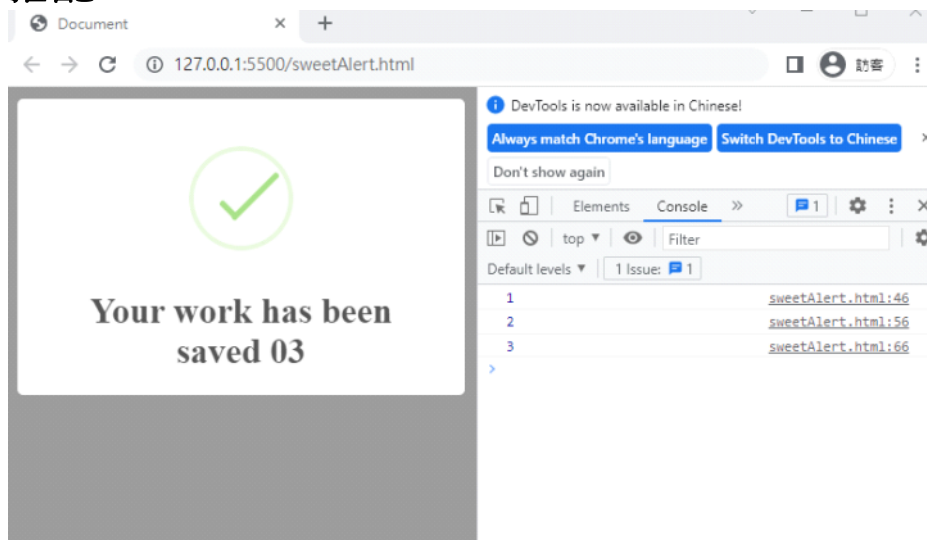 Document
127.0.0.1:5500/sweetAlert.html
訪客
DevTools is now available in Chinese!
Always match Chrome's language Switch DevTools to Chinese
Don't show again
Elements Console » 1
top ▼ Filter
Default levels ▼ 1 Issue: 1
1 sweetAlert.html:46
2 sweetAlert.html:56
3 sweetAlert.html:66
>
Your work has been
saved 03